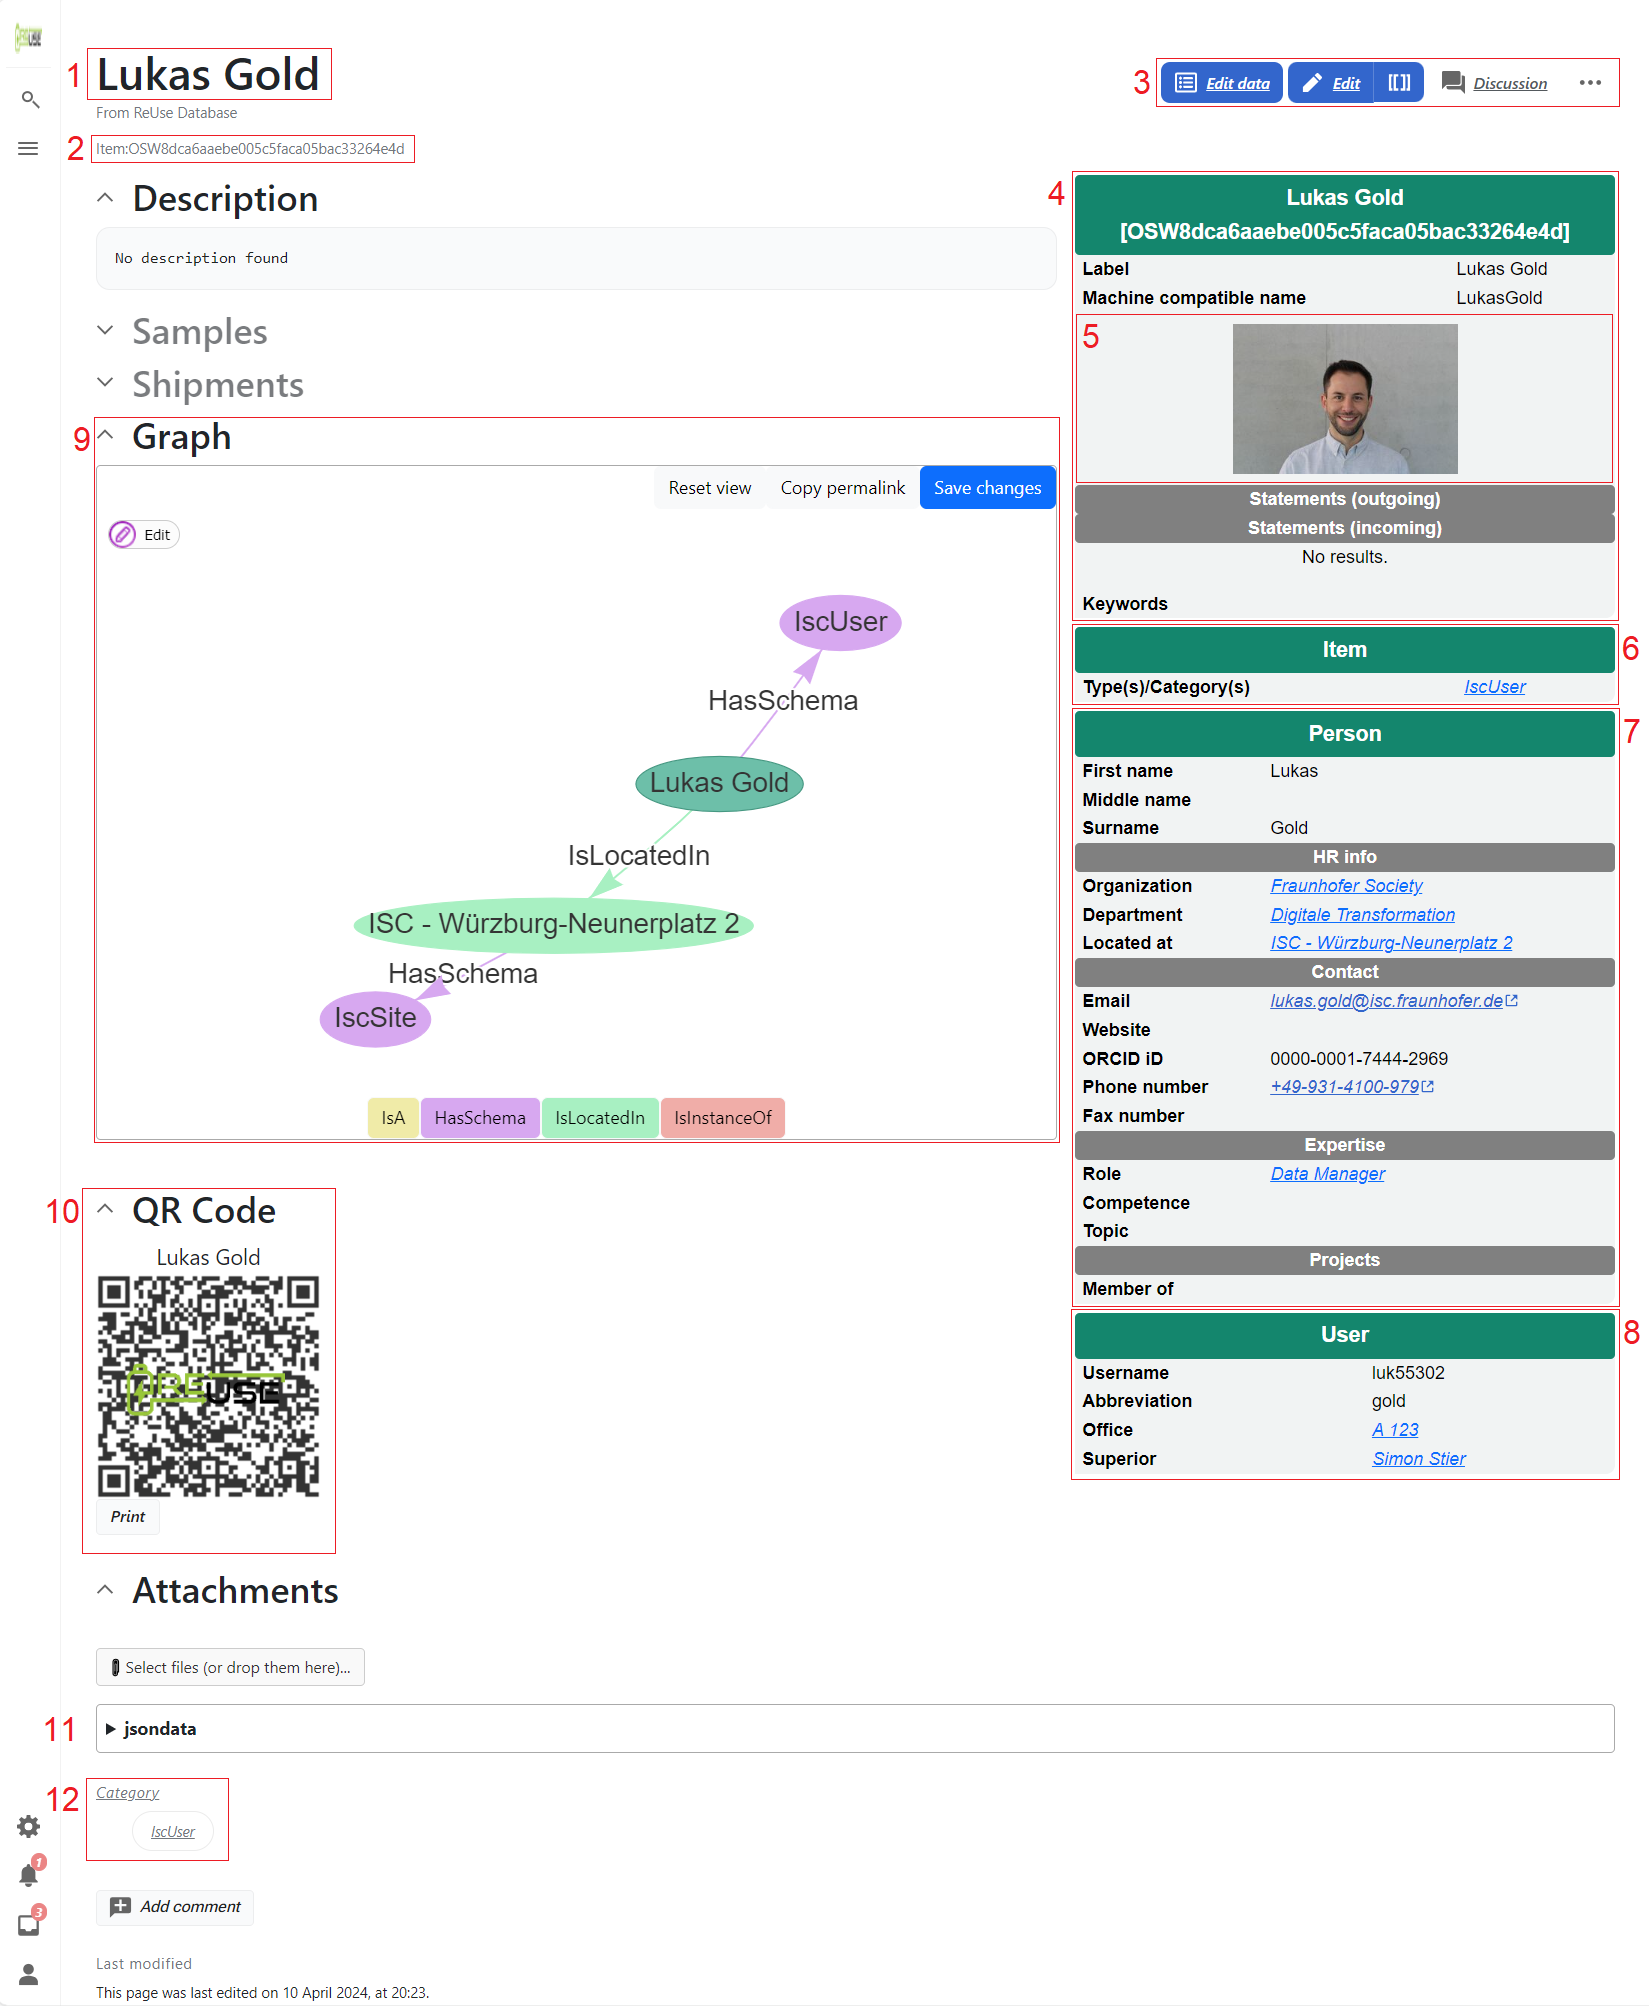 1
Lukas Gold
From ReUse Database
2
Item:OSW8dca6aaebe005c5faca05bac33264e4d
3
Edit data
Edit
[[]]
Discussion
Description
No description found
Samples
Shipments
9
Graph
Reset view
Copy permalink
Save changes
Edit
IscUser
HasSchema
Lukas Gold
IsLocatedIn
ISC - Würzburg-Neunerplatz 2
HasSchema
IscSite
IsA
HasSchema
IsLocatedIn
IsInstanceOf
4
Lukas Gold
[OSW8dca6aaebe005c5faca05bac33264e4d]
Label Lukas Gold
Machine compatible name LukasGold
5
Statements (outgoing)
Statements (incoming)
No results.
Keywords
6
Item
Type(s)/Category(s) IscUser
7
Person
First name Lukas
Middle name
Surname Gold
HR info
Organization Fraunhofer Society
Department Digitale Transformation
Located at ISC - Würzburg-Neunerplatz 2
Contact
Email lukas.gold@isc.fraunhofer.de
Website
ORCID iD 0000-0001-7444-2969
Phone number +49-931-4100-979
Fax number
Expertise
Role Data Manager
Competence
Topic
Projects
Member of
8
User
Username luk55302
Abbreviation gold
Office A 123
Superior Simon Stier
10
QR Code
Lukas Gold
REUSE
Print
Attachments
Select files (or drop them here)...
11
jsondata
12
Category
IscUser
1
3
Add comment
Last modified
This page was last edited on 10 April 2024, at 20:23.